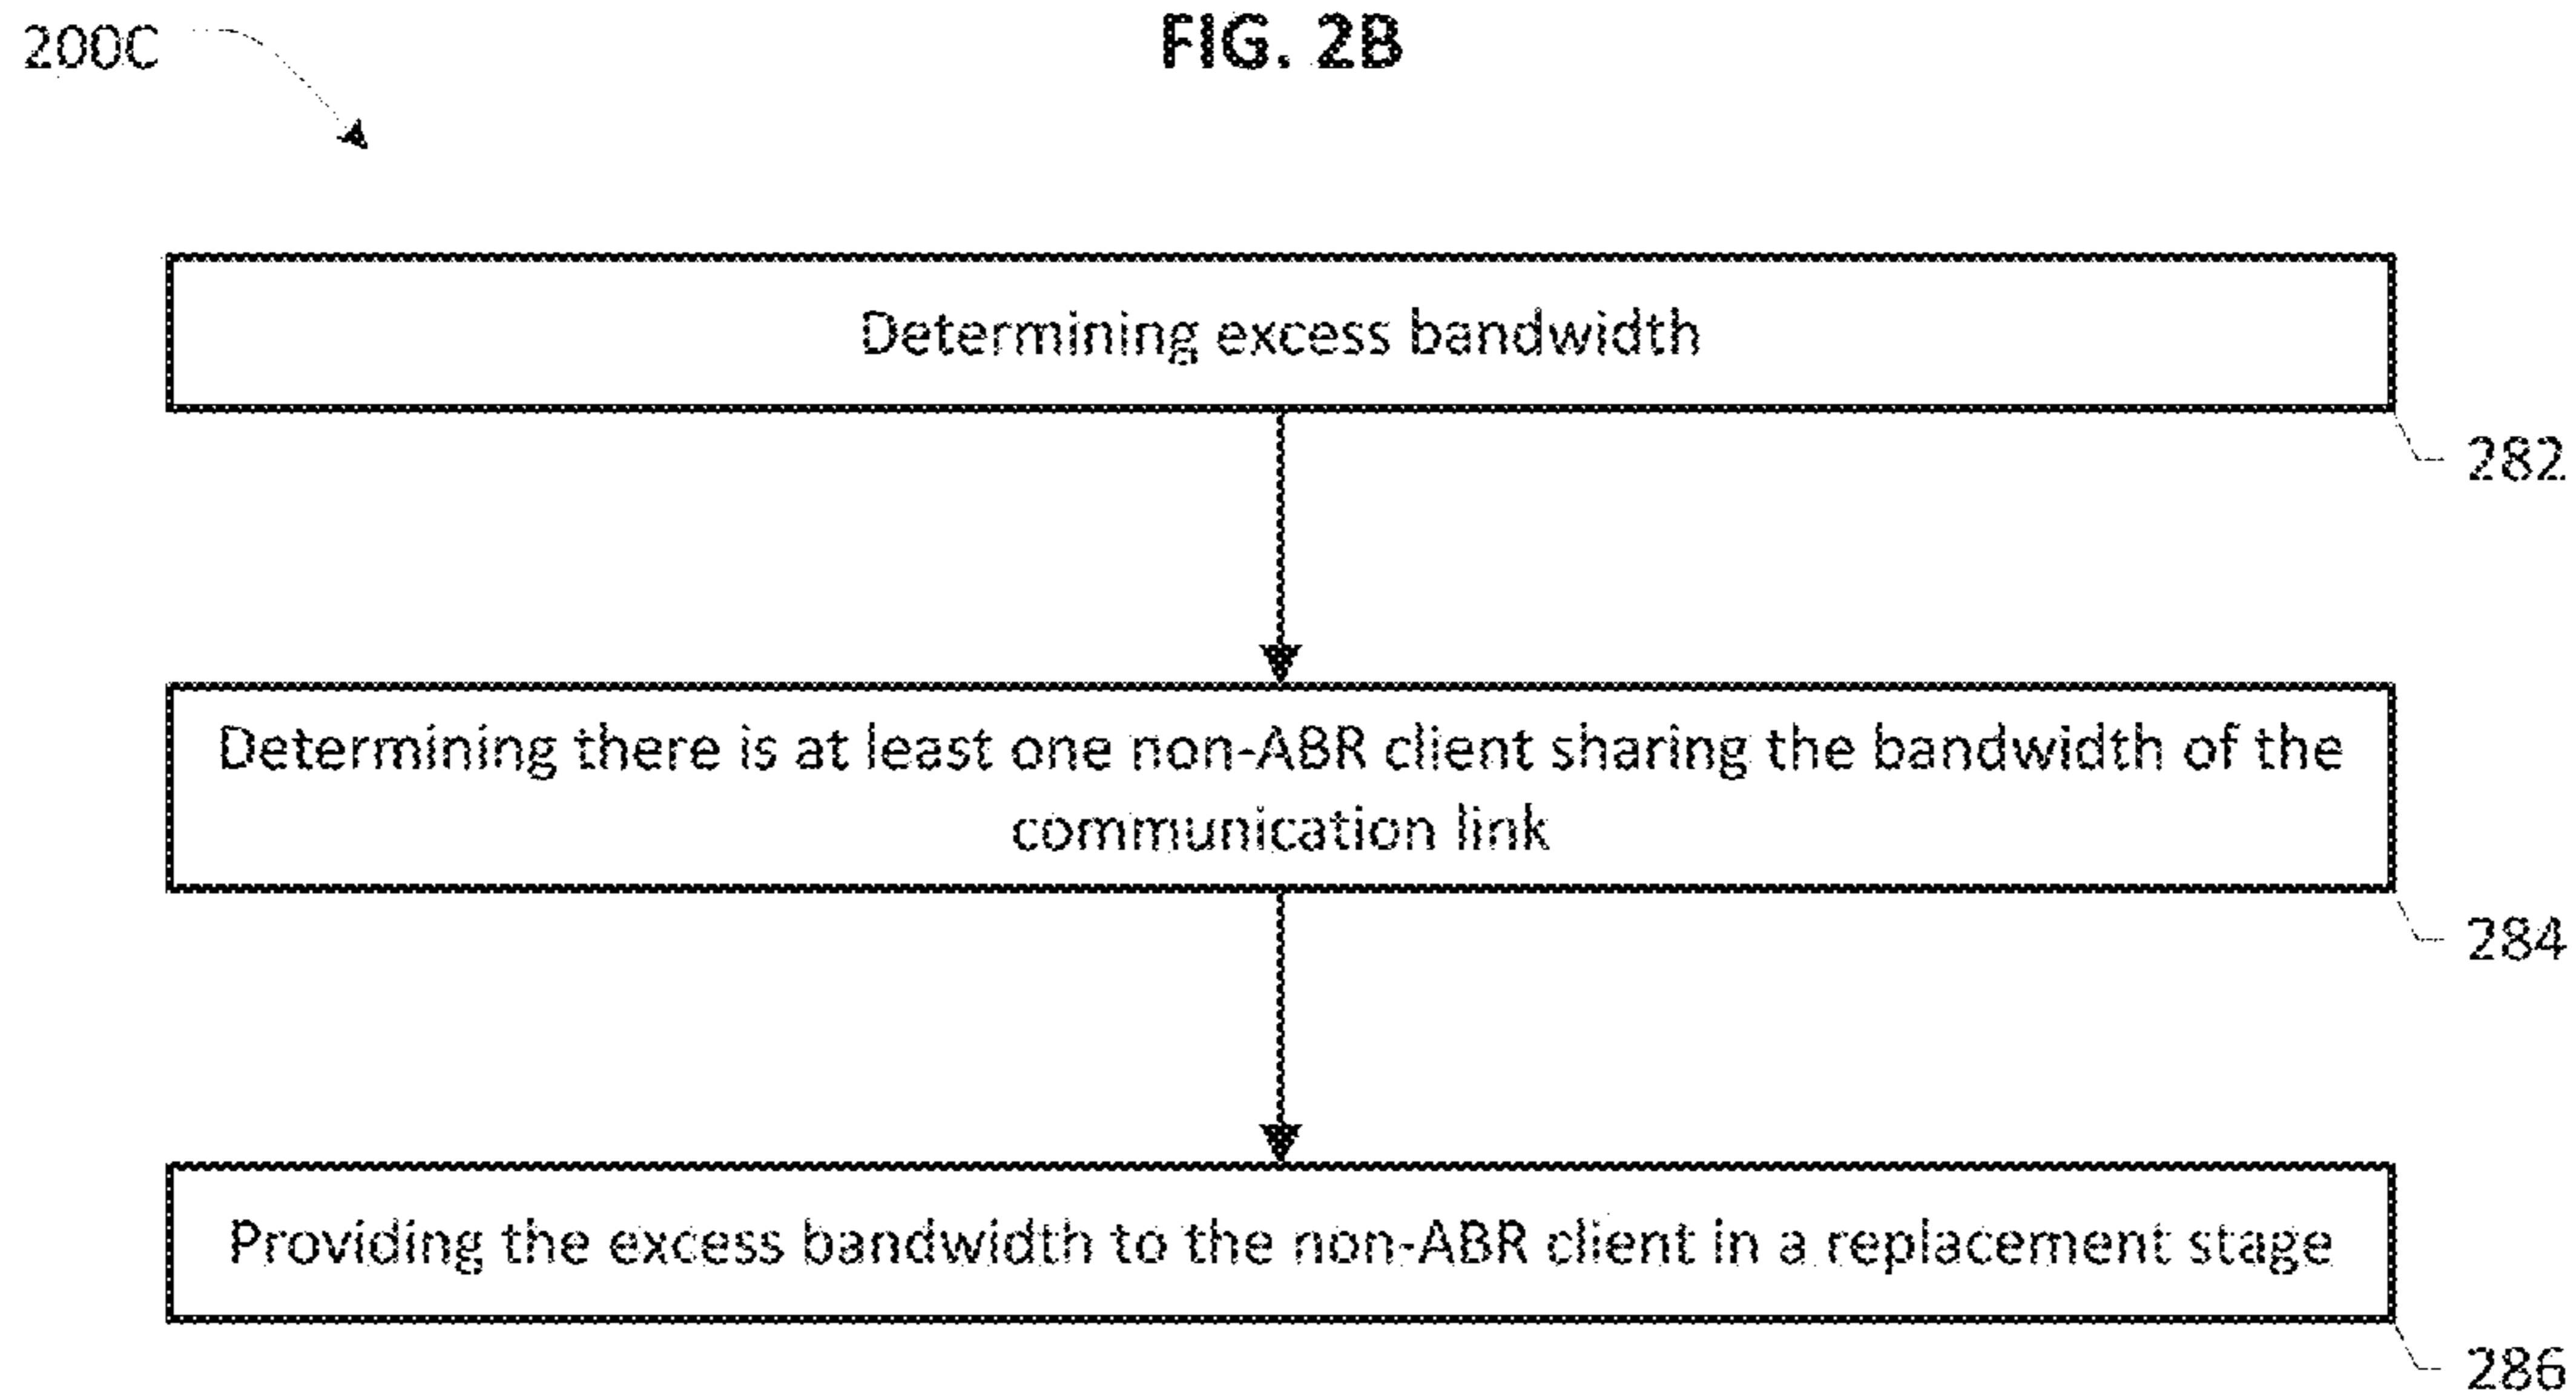 200C
FIG. 2B
Determining excess bandwidth
282
Determining there is at least one non-ABR client sharing the bandwidth of the
communication link
284
Providing the excess bandwidth to the non-ABR client in a replacement stage
286